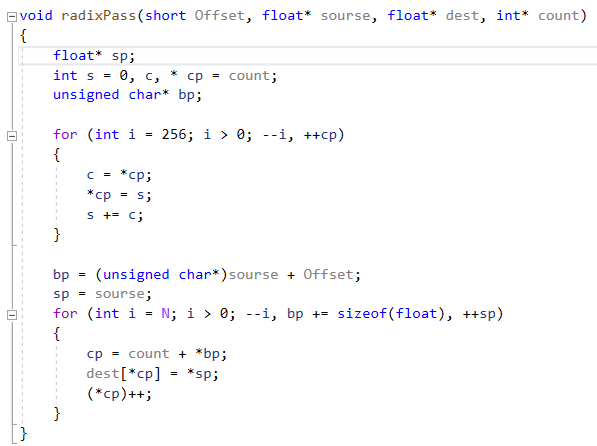 void radixPass(short Offset, float* sourse, float* dest, int* count)
{
float* sp;
int s = 0, c, * cp = count;
unsigned char* bp;
for (int i = 256; i > 0; --i, ++cp)
{
c = *cp;
*cp = s;
s += c;
}
bp = (unsigned char*)sourse + Offset;
sp = sourse;
for (int i = N; i > 0; --i, bp += sizeof(float), ++sp)
{
cp = count + *bp;
dest[*cp] = *sp;
(*cp)++;
}
}